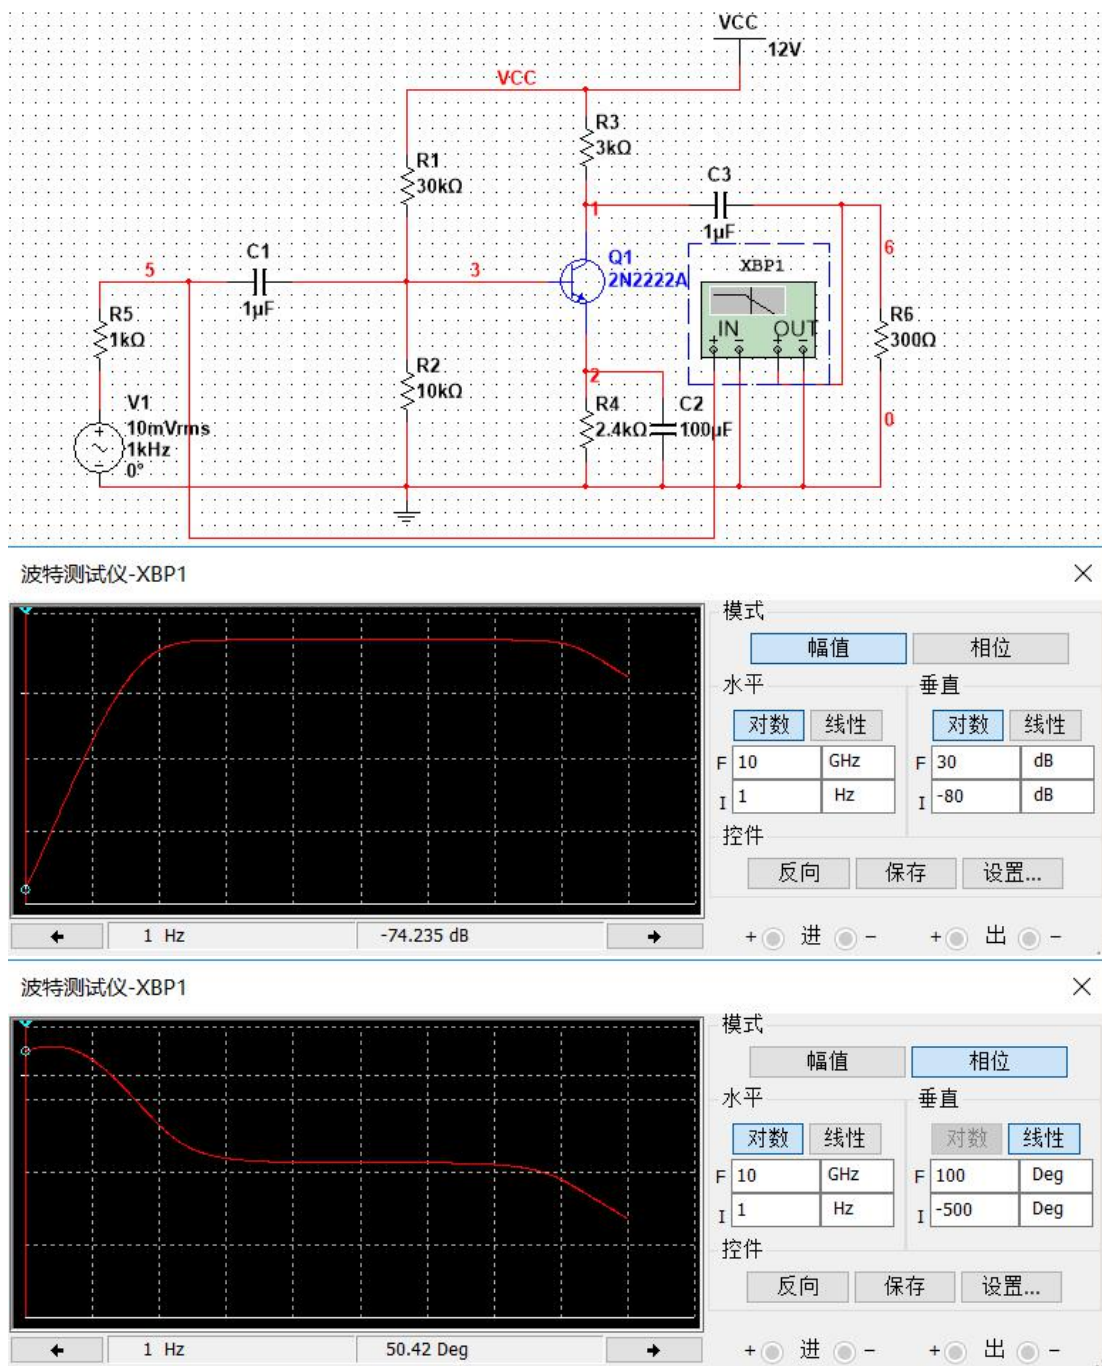 VCC
12V
VCC
R3
3kΩ
R1
30kΩ
C3
1
1µF
6
C1
5
3
Q1
2N2222A
XBP1
1µF
R5
1kΩ
IN
OUT
+ − + −
R6
300Ω
R2
10kΩ
2
V1
10mVrms
1kHz
0°
R4
2.4kΩ
C2
100µF
0
波特测试仪-XBP1
模式
幅值 相位
水平 垂直
对数 线性 对数 线性
F 10 GHz F 30 dB
I 1 Hz I -80 dB
控件
反向 保存 设置...
1 Hz -74.235 dB
+ 进 − + 出 −
波特测试仪-XBP1
模式
幅值 相位
水平 垂直
对数 线性 对数 线性
F 10 GHz F 100 Deg
I 1 Hz I -500 Deg
控件
反向 保存 设置...
1 Hz 50.42 Deg
+ 进 − + 出 −